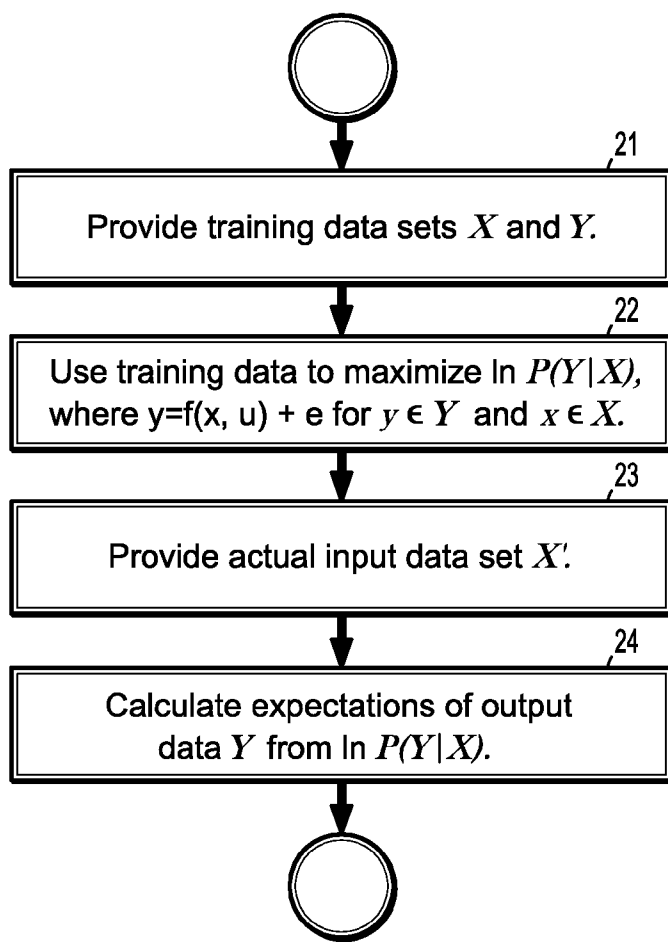 21
Provide training data sets X and Y.
22
Use training data to maximize ln P(Y|X),
where y=f(x, u) + e for y ∈ Y and x ∈ X.
23
Provide actual input data set X'.
24
Calculate expectations of output
data Y from ln P(Y|X).